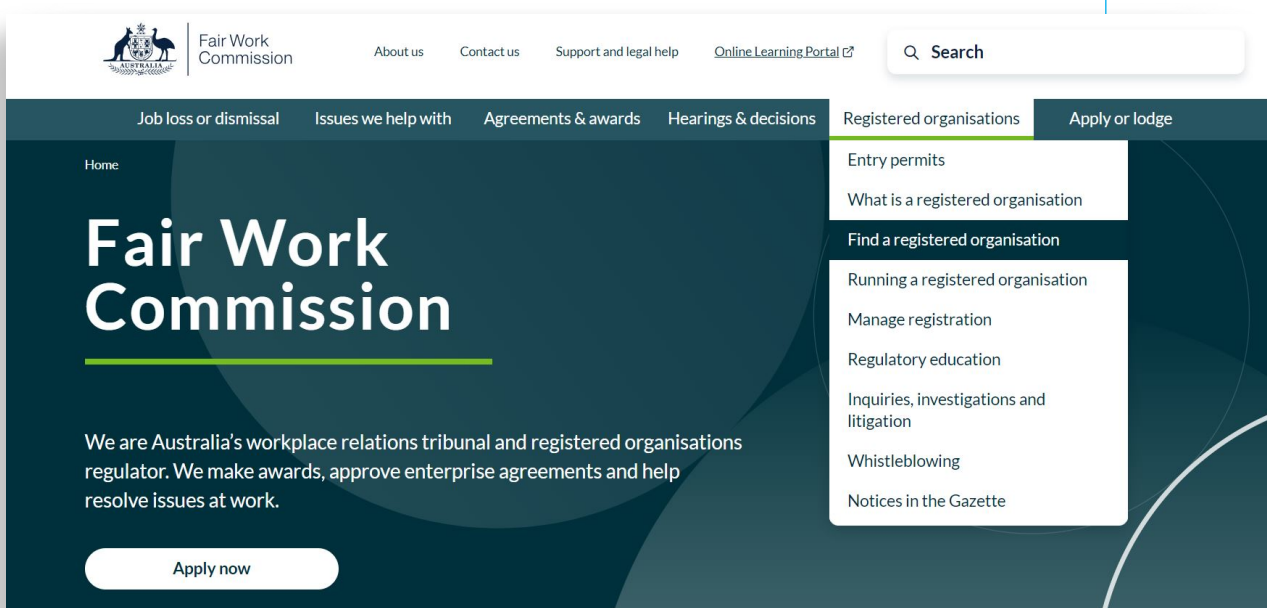 AUSTRALIA
Fair Work
Commission
About us
Contact us
Support and legal help
Online Learning Portal
Search
Job loss or dismissal
Issues we help with
Agreements & awards
Hearings & decisions
Registered organisations
Apply or lodge
Entry permits
What is a registered organisation
Find a registered organisation
Running a registered organisation
Manage registration
Regulatory education
Inquiries, investigations and
litigation
Whistleblowing
Notices in the Gazette
Home
Fair Work
Commission
We are Australia's workplace relations tribunal and registered organisations
regulator. We make awards, approve enterprise agreements and help
resolve issues at work.
Apply now